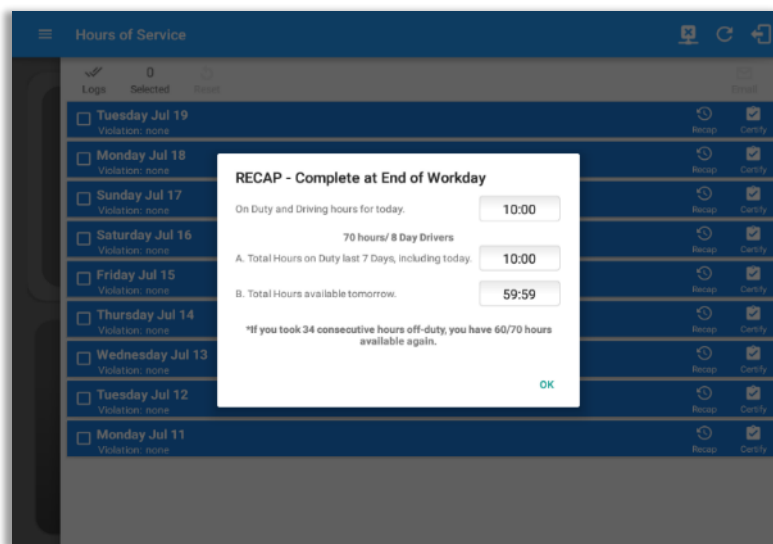 Hours of Service
0
Logs Selected Reset Email
Tuesday Jul 19
Violation: none
Recap Certify
Monday Jul 18
Violation: none
Recap Certify
Sunday Jul 17
Violation: none
Recap Certify
Saturday Jul 16
Violation: none
Recap Certify
Friday Jul 15
Violation: none
Recap Certify
Thursday Jul 14
Violation: none
Recap Certify
Wednesday Jul 13
Violation: none
Recap Certify
Tuesday Jul 12
Violation: none
Recap Certify
Monday Jul 11
Violation: none
Recap Certify
RECAP - Complete at End of Workday
On Duty and Driving hours for today. 10:00
70 hours/ 8 Day Drivers
A. Total Hours on Duty last 7 Days, including today. 10:00
B. Total Hours available tomorrow. 59:59
*If you took 34 consecutive hours off-duty, you have 60/70 hours
available again.
OK